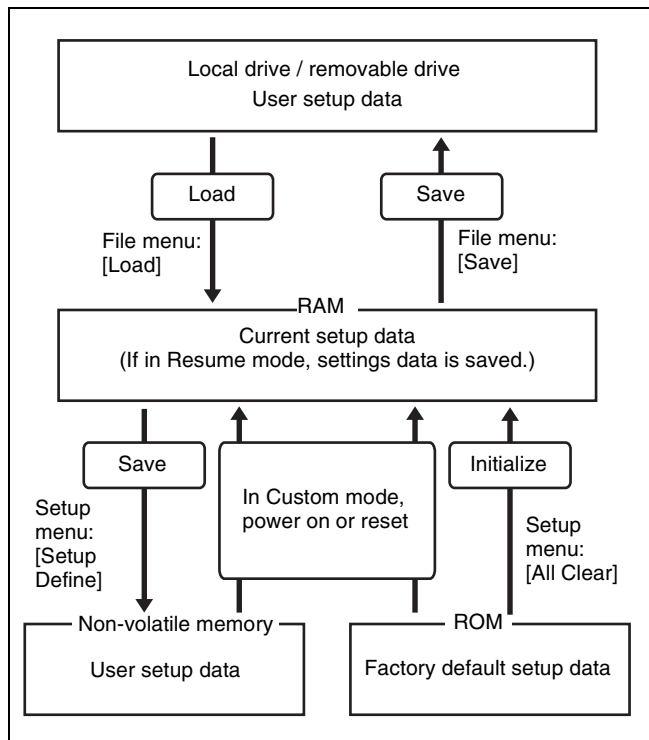 Local drive / removable drive
User setup data
Load
Save
File menu:
[Load]
File menu:
[Save]
RAM
Current setup data
(If in Resume mode, settings data is saved.)
Save
Initialize
In Custom mode,
power on or reset
Setup
menu:
[Setup
Define]
Setup
menu:
[All Clear]
Non-volatile memory
User setup data
ROM
Factory default setup data